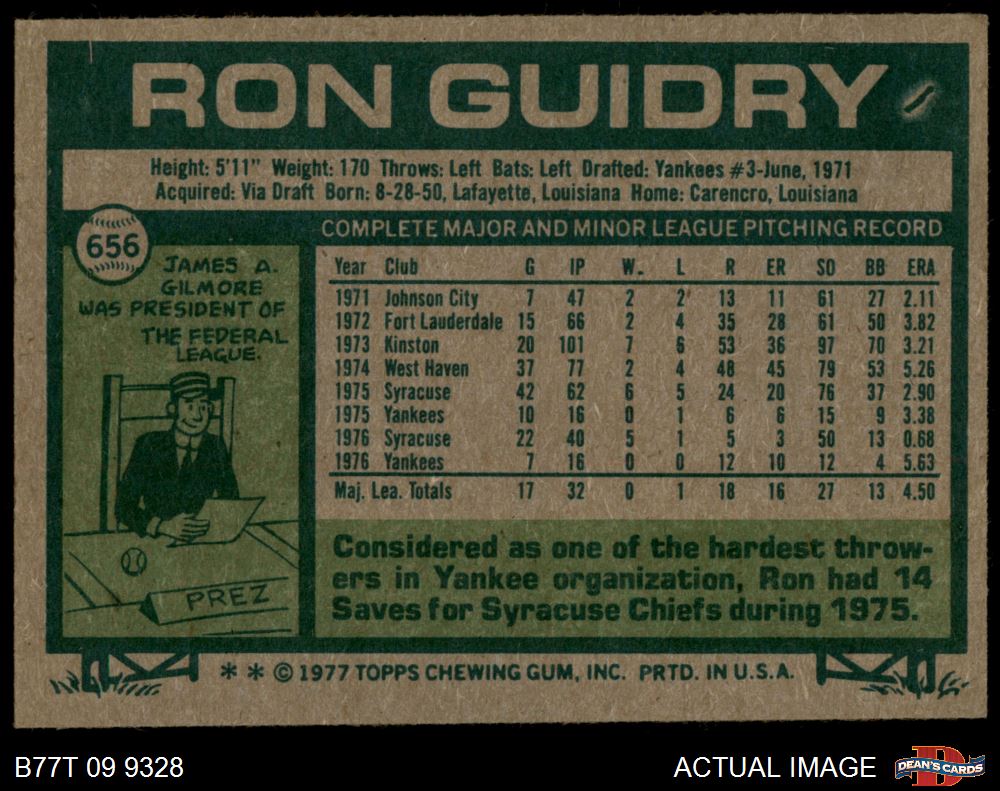 RON GUIDRY
Height: 5'11" Weight: 170 Throws: Left Bats: Left Drafted: Yankees #3-June, 1971
Acquired: Via Draft Born: 8-28-50, Lafayette, Louisiana Home: Carencro, Louisiana
656
JAMES A.
GILMORE
WAS PRESIDENT OF
THE FEDERAL
LEAGUE.
PREZ
COMPLETE MAJOR AND MINOR LEAGUE PITCHING RECORD
Year Club G IP W. L R ER SO BB ERA
1971 Johnson City 7 47 2 2 13 11 61 27 2.11
1972 Fort Lauderdale 15 66 2 4 35 28 61 50 3.82
1973 Kinston 20 101 7 6 53 36 97 70 3.21
1974 West Haven 37 77 2 4 48 45 79 53 5.26
1975 Syracuse 42 62 6 5 24 20 76 37 2.90
1975 Yankees 10 16 0 1 6 6 15 9 3.38
1976 Syracuse 22 40 5 1 5 3 50 13 0.68
1976 Yankees 7 16 0 0 12 10 12 4 5.63
Maj. Lea. Totals 17 32 0 1 18 16 27 13 4.50
Considered as one of the hardest throw-
ers in Yankee organization, Ron had 14
Saves for Syracuse Chiefs during 1975.
* * © 1977 TOPPS CHEWING GUM, INC. PRTD. IN U.S.A.
B77T 09 9328
ACTUAL IMAGE
DEAN'S CARDS